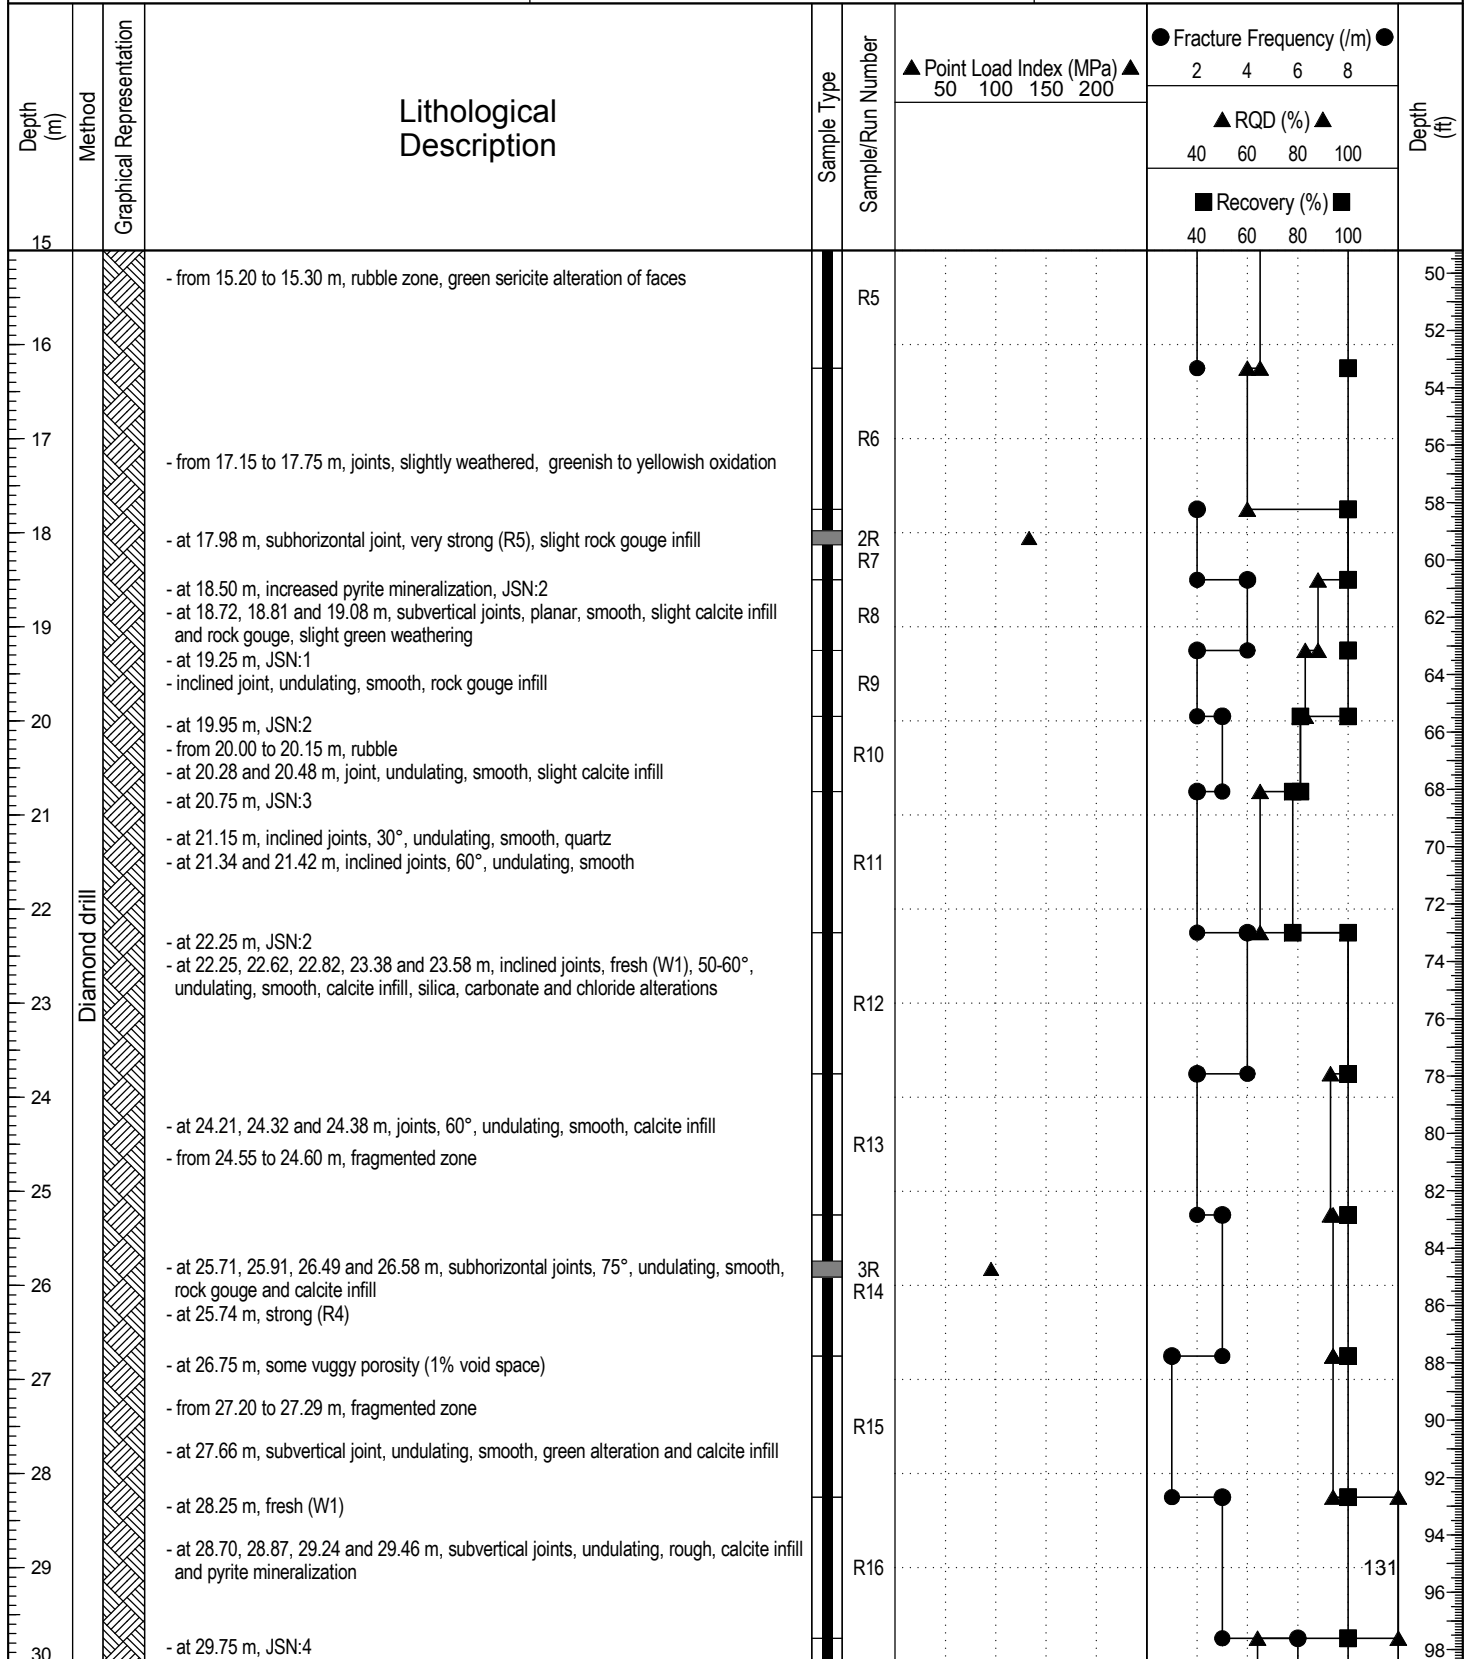 Depth
(m)
Method
Graphical Representation
Lithological
Description
Sample Type
Sample/Run Number
▲ Point Load Index (MPa) ▲
50 100 150 200
● Fracture Frequency (/m) ●
2 4 6 8
▲ RQD (%) ▲
40 60 80 100
■ Recovery (%) ■
40 60 80 100
Depth
(ft)
15
- from 15.20 to 15.30 m, rubble zone, green sericite alteration of faces
R5
50
52
16
54
17
R6
56
- from 17.15 to 17.75 m, joints, slightly weathered, greenish to yellowish oxidation
58
18
- at 17.98 m, subhorizontal joint, very strong (R5), slight rock gouge infill
2R
R7
60
- at 18.50 m, increased pyrite mineralization, JSN:2
- at 18.72, 18.81 and 19.08 m, subvertical joints, planar, smooth, slight calcite infill
and rock gouge, slight green weathering
R8
62
19
- at 19.25 m, JSN:1
- inclined joint, undulating, smooth, rock gouge infill
R9
64
20
- at 19.95 m, JSN:2
66
- from 20.00 to 20.15 m, rubble
R10
- at 20.28 and 20.48 m, joint, undulating, smooth, slight calcite infill
- at 20.75 m, JSN:3
68
21
- at 21.15 m, inclined joints, 30°, undulating, smooth, quartz
70
- at 21.34 and 21.42 m, inclined joints, 60°, undulating, smooth
R11
22
72
Diamond drill
- at 22.25 m, JSN:2
- at 22.25, 22.62, 22.82, 23.38 and 23.58 m, inclined joints, fresh (W1), 50-60°,
undulating, smooth, calcite infill, silica, carbonate and chloride alterations
74
23
R12
76
78
24
- at 24.21, 24.32 and 24.38 m, joints, 60°, undulating, smooth, calcite infill
80
R13
- from 24.55 to 24.60 m, fragmented zone
25
82
84
- at 25.71, 25.91, 26.49 and 26.58 m, subhorizontal joints, 75°, undulating, smooth,
rock gouge and calcite infill
3R
R14
26
- at 25.74 m, strong (R4)
86
- at 26.75 m, some vuggy porosity (1% void space)
88
27
- from 27.20 to 27.29 m, fragmented zone
90
R15
- at 27.66 m, subvertical joint, undulating, smooth, green alteration and calcite infill
28
92
- at 28.25 m, fresh (W1)
94
- at 28.70, 28.87, 29.24 and 29.46 m, subvertical joints, undulating, rough, calcite infill
and pyrite mineralization
29
R16
131
96
- at 29.75 m, JSN:4
30
98